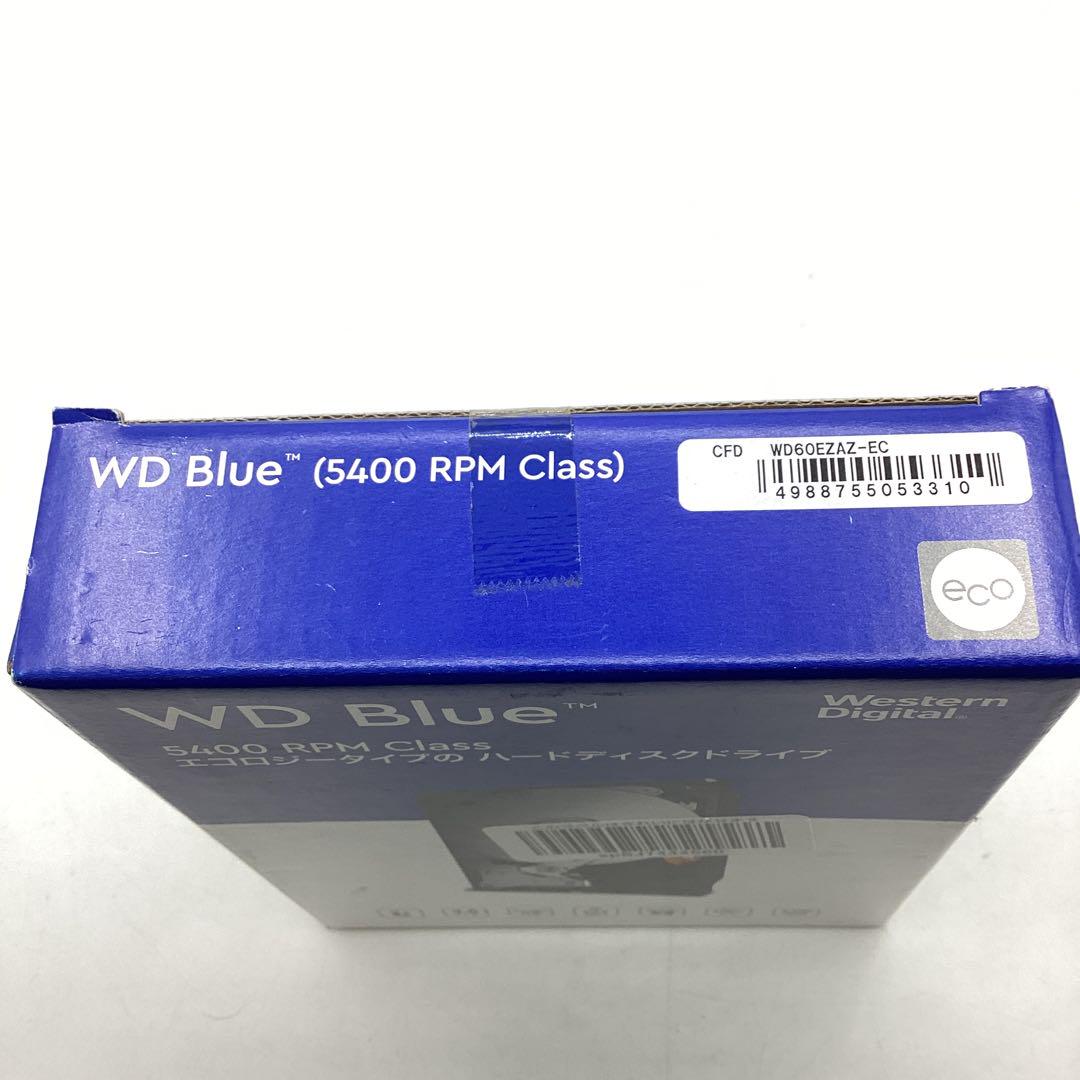 WD Blue™ (5400 RPM Class)
CFD WD60EZAZ-EC
4988755053310
eco
WD Blue™
Western
Digital®
5400 RPM Class
エコロジータイプの ハードディスクドライブ